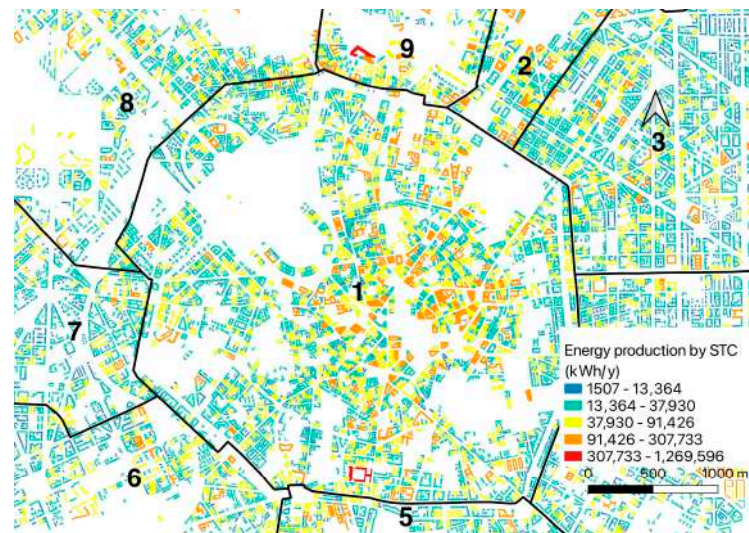 9
2
8
3
1
7
Energy production by STC
(kWh/y)
1507 - 13,364
13,364 - 37,930
37,930 - 91,426
91,426 - 307,733
307,733 - 1,269,596
6
0 500 1000 m
5